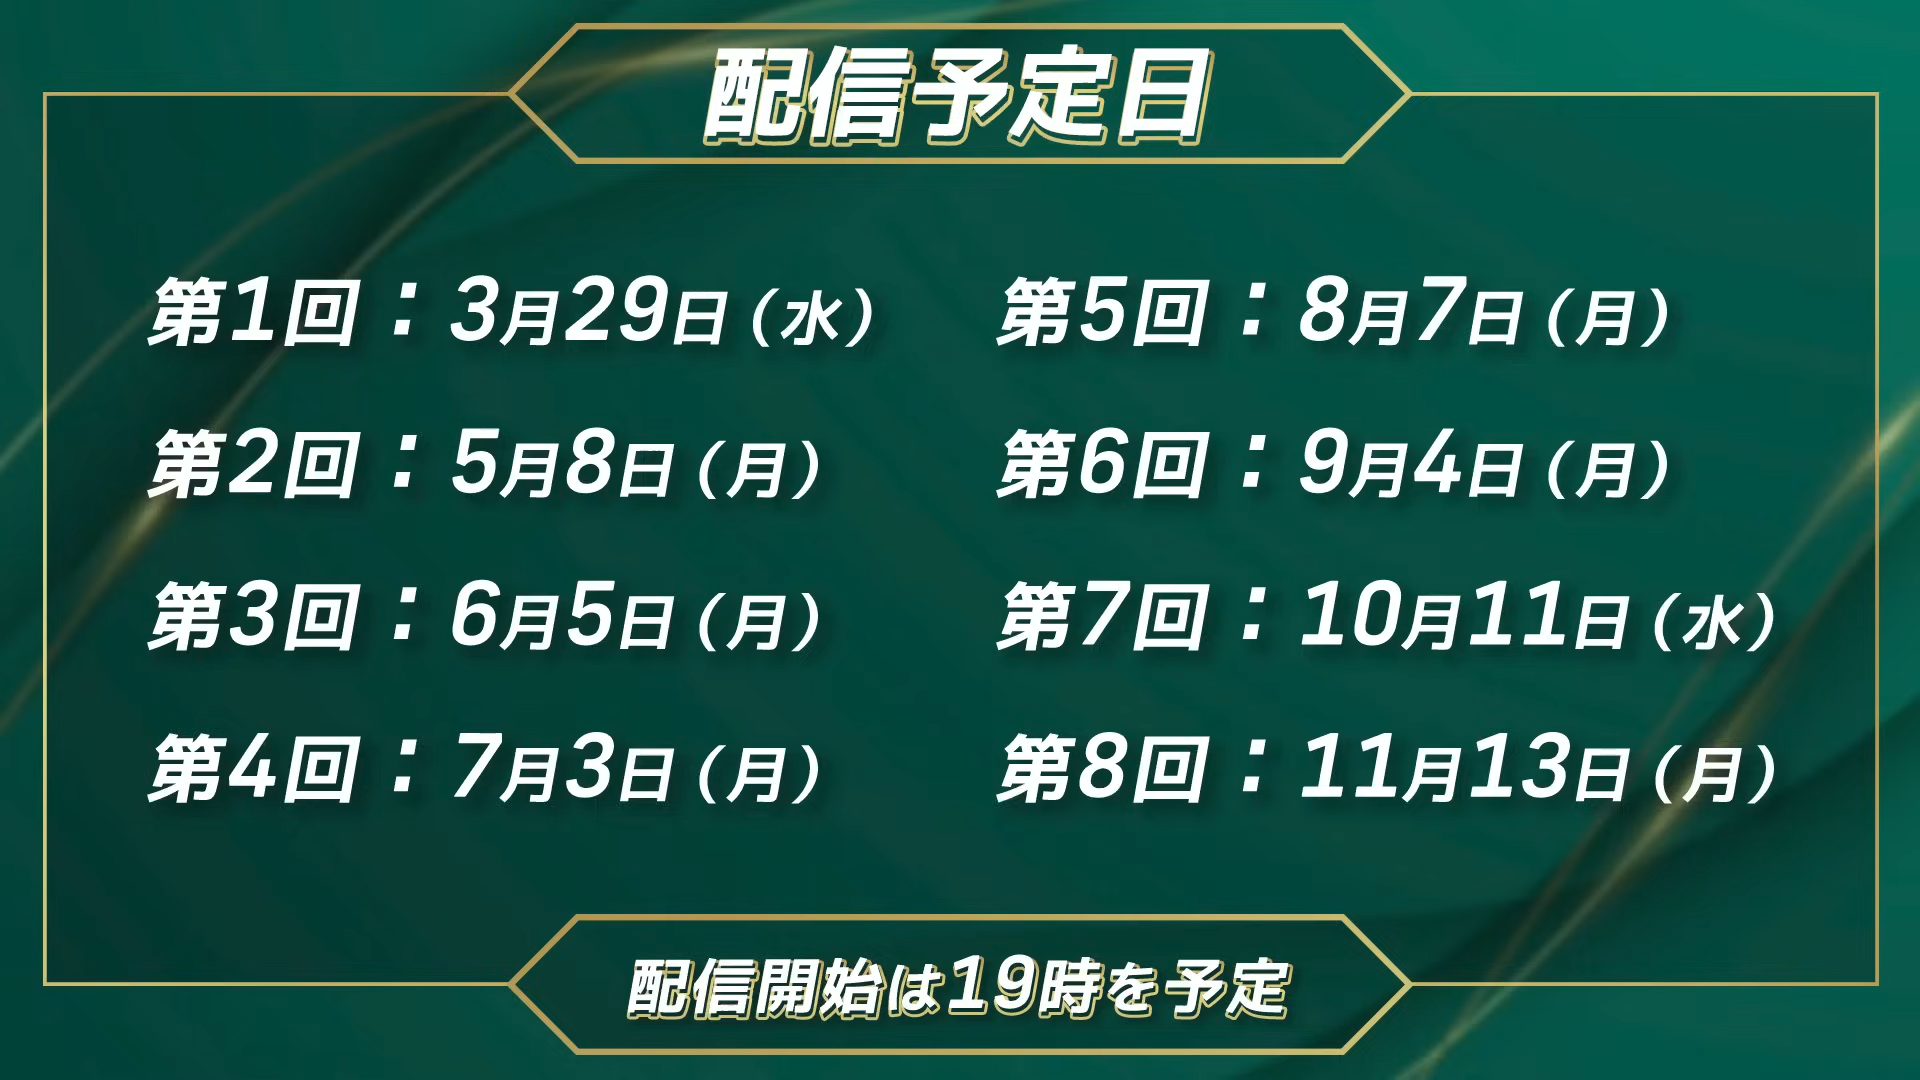 配信予定日
第1回：3月29日（水）
第2回：5月8日（月）
第3回：6月5日（月）
第4回：7月3日（月）
第5回：8月7日（月）
第6回：9月4日（月）
第7回：10月11日（水）
第8回：11月13日（月）
配信開始は19時を予定